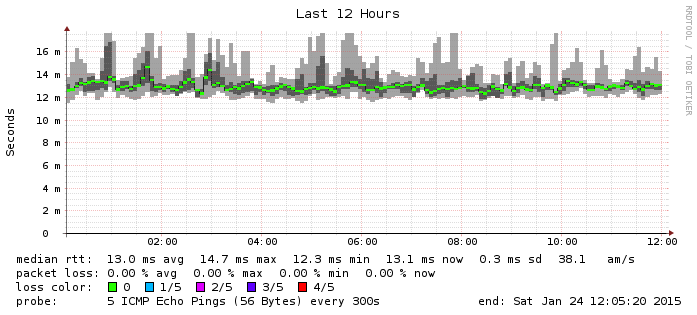 Last 12 Hours
RRDTOOL / TOBI OETIKER
Seconds
16 m
14 m
12 m
10 m
8 m
6 m
4 m
2 m
0
02:00 04:00 06:00 08:00 10:00 12:00
median rtt: 13.0 ms avg 14.7 ms max 12.3 ms min 13.1 ms now 0.3 ms sd 38.1 am/s
packet loss: 0.00 % avg 0.00 % max 0.00 % min 0.00 % now
loss color: 0 1/5 2/5 3/5 4/5
probe: 5 ICMP Echo Pings (56 Bytes) every 300s end: Sat Jan 24 12:05:20 2015